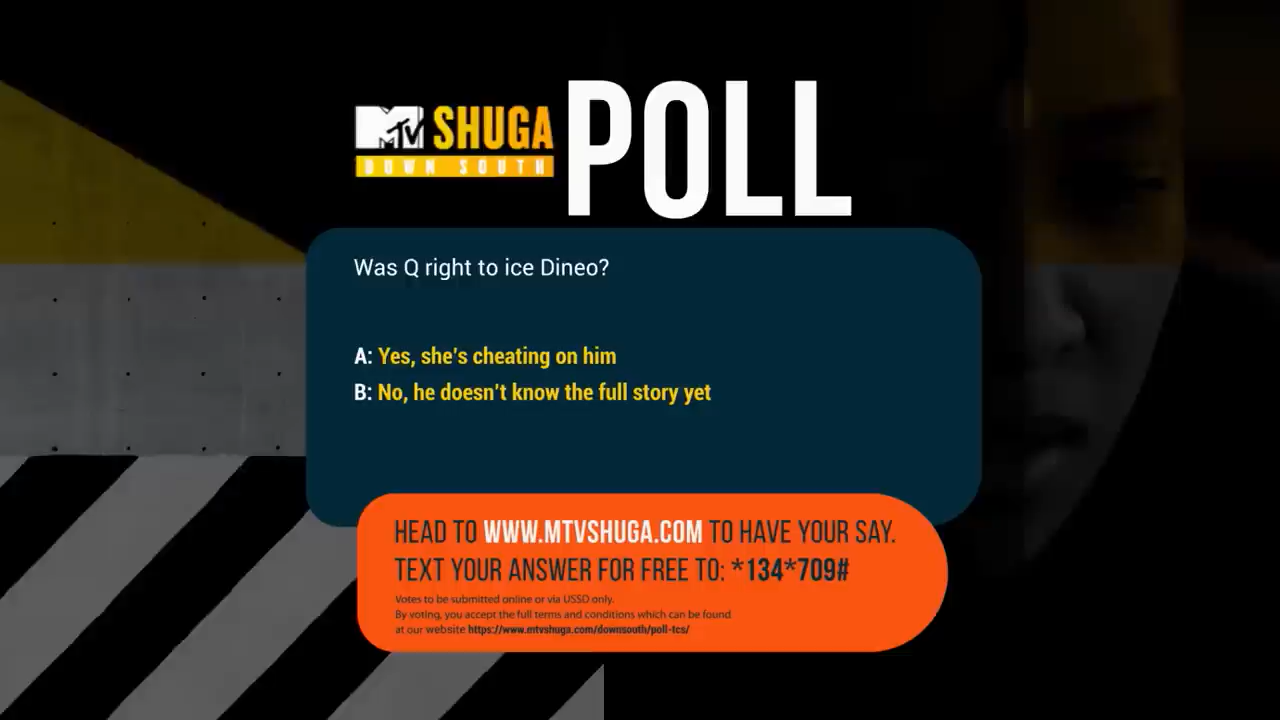 MTV SHUGA
DOWN SOUTH
POLL
Was Q right to ice Dineo?
A: Yes, she's cheating on him
B: No, he doesn't know the full story yet
HEAD TO WWW.MTVSHUGA.COM TO HAVE YOUR SAY.
TEXT YOUR ANSWER FOR FREE TO: *134*709#
Votes to be submitted online or via USSD only.
By voting, you accept the full terms and conditions which can be found
at our website https://www.mtvshuga.com/downsouth/poll-tcs/